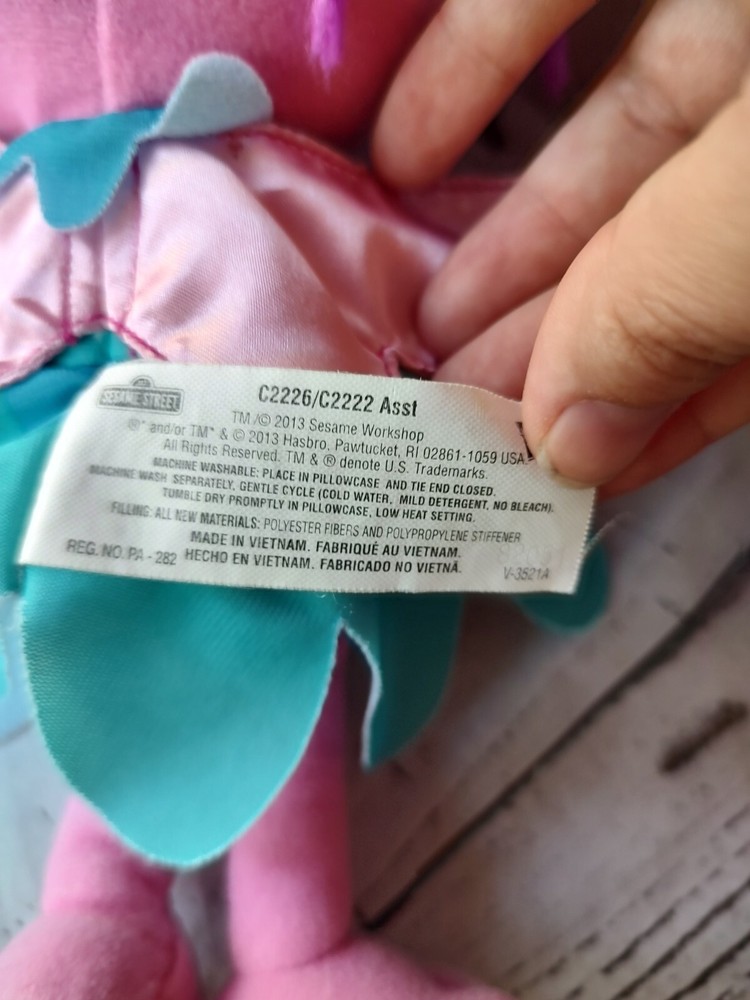 SESAME STREET
C2226/C2222 Asst
TM/© 2013 Sesame Workshop
® and/or TM* & © 2013 Hasbro, Pawtucket, RI 02861-1059 USA.
All Rights Reserved. TM & ® denote U.S. Trademarks.
MACHINE WASHABLE: PLACE IN PILLOWCASE AND TIE END CLOSED.
MACHINE WASH SEPARATELY, GENTLE CYCLE (COLD WATER, MILD DETERGENT, NO BLEACH).
TUMBLE DRY PROMPTLY IN PILLOWCASE, LOW HEAT SETTING.
FILLING: ALL NEW MATERIALS: POLYESTER FIBERS AND POLYPROPYLENE STIFFENER
MADE IN VIETNAM. FABRIQUÉ AU VIETNAM.
REG. NO. PA - 282 HECHO EN VIETNAM. FABRICADO NO VIETNÃ.
V-3521A